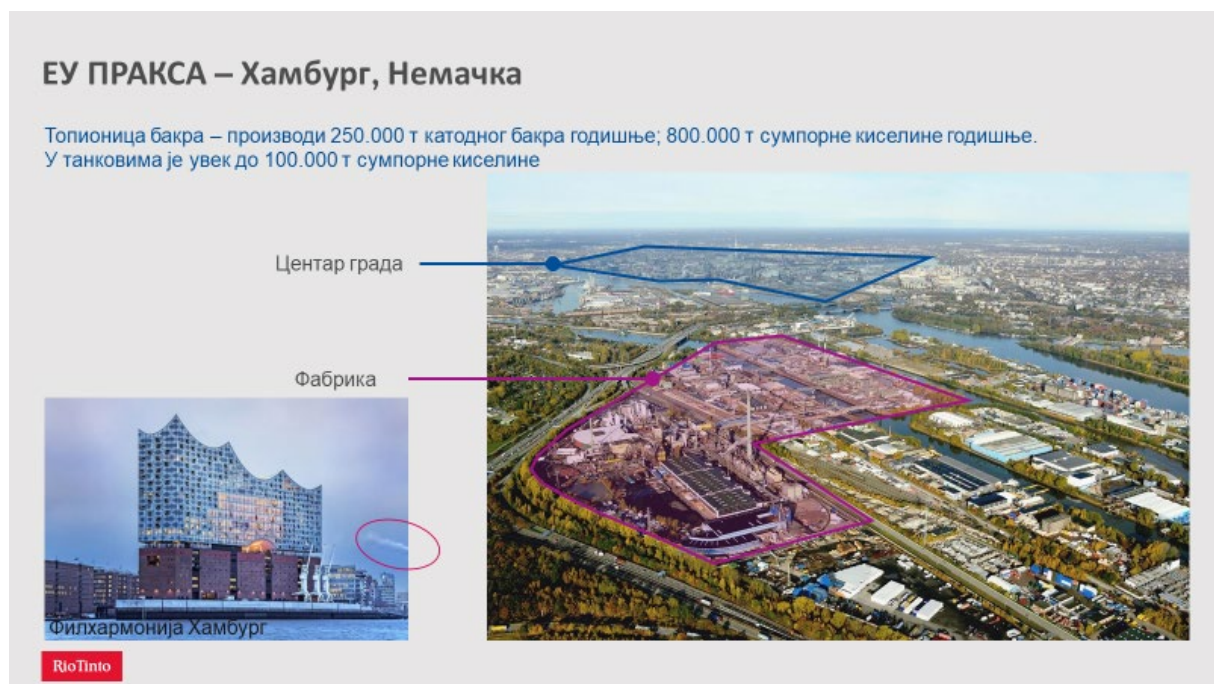 ЕУ ПРАКСА – Хамбург, Немачка
Топионица бакра – производи 250.000 т катодног бакра годишње; 800.000 т сумпорне киселине годишње.
У танковима је увек до 100.000 т сумпорне киселине
Центар града
Фабрика
Филхармонија Хамбург
RioTinto